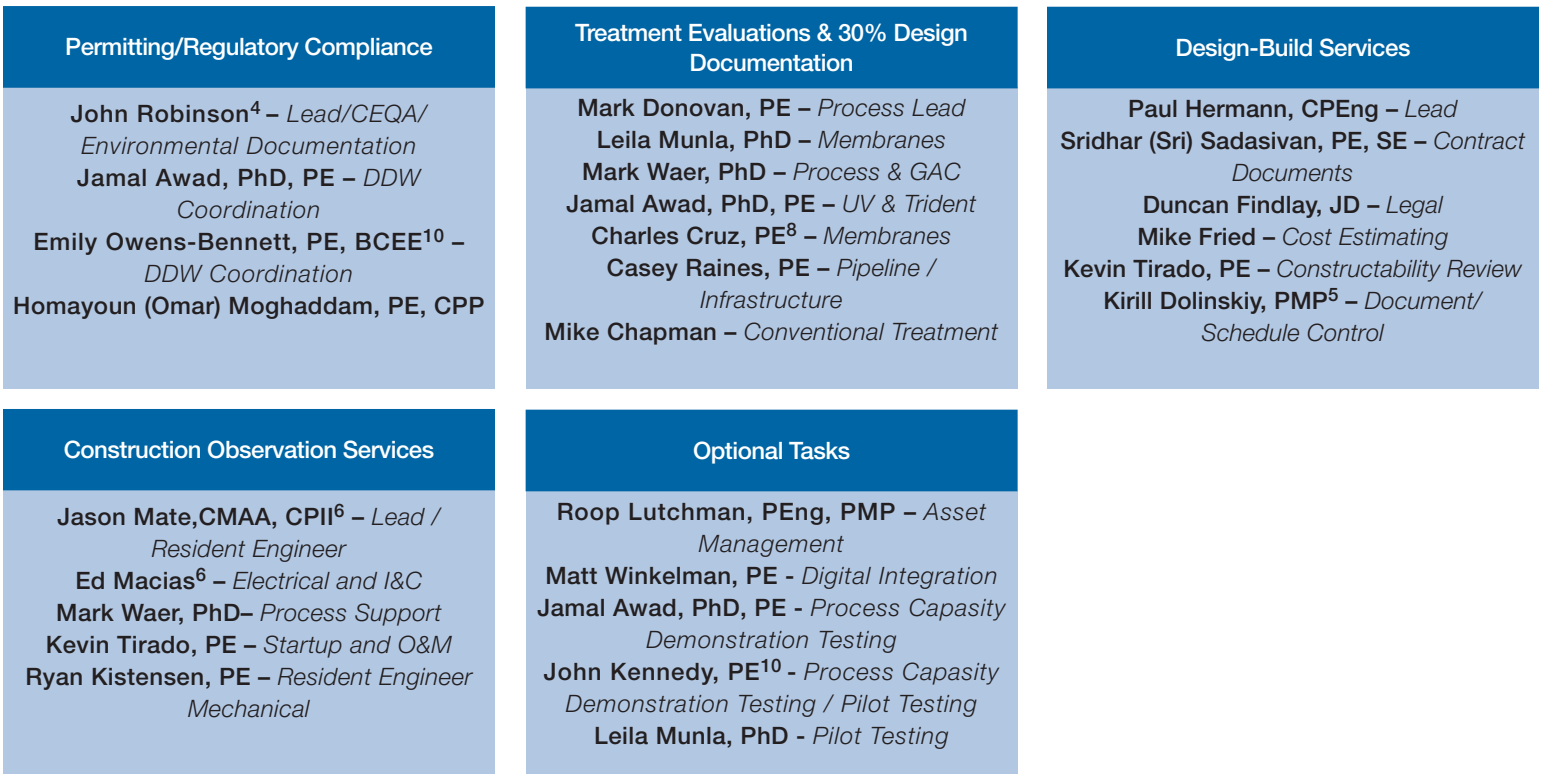 Permitting/Regulatory Compliance
John Robinson4 – Lead/CEQA/
Environmental Documentation
Jamal Awad, PhD, PE – DDW
Coordination
Emily Owens-Bennett, PE, BCEE10 –
DDW Coordination
Homayoun (Omar) Moghaddam, PE, CPP
Treatment Evaluations & 30% Design
Documentation
Mark Donovan, PE – Process Lead
Leila Munla, PhD – Membranes
Mark Waer, PhD – Process & GAC
Jamal Awad, PhD, PE – UV & Trident
Charles Cruz, PE8 – Membranes
Casey Raines, PE – Pipeline /
Infrastructure
Mike Chapman – Conventional Treatment
Design-Build Services
Paul Hermann, CPEng – Lead
Sridhar (Sri) Sadasivan, PE, SE – Contract
Documents
Duncan Findlay, JD – Legal
Mike Fried – Cost Estimating
Kevin Tirado, PE – Constructability Review
Kirill Dolinskiy, PMP5 – Document/
Schedule Control
Construction Observation Services
Jason Mate,CMAA, CPII6 – Lead /
Resident Engineer
Ed Macias6 – Electrical and I&C
Mark Waer, PhD– Process Support
Kevin Tirado, PE – Startup and O&M
Ryan Kistensen, PE – Resident Engineer
Mechanical
Optional Tasks
Roop Lutchman, PEng, PMP – Asset
Management
Matt Winkelman, PE - Digital Integration
Jamal Awad, PhD, PE - Process Capasity
Demonstration Testing
John Kennedy, PE10 - Process Capasity
Demonstration Testing / Pilot Testing
Leila Munla, PhD - Pilot Testing